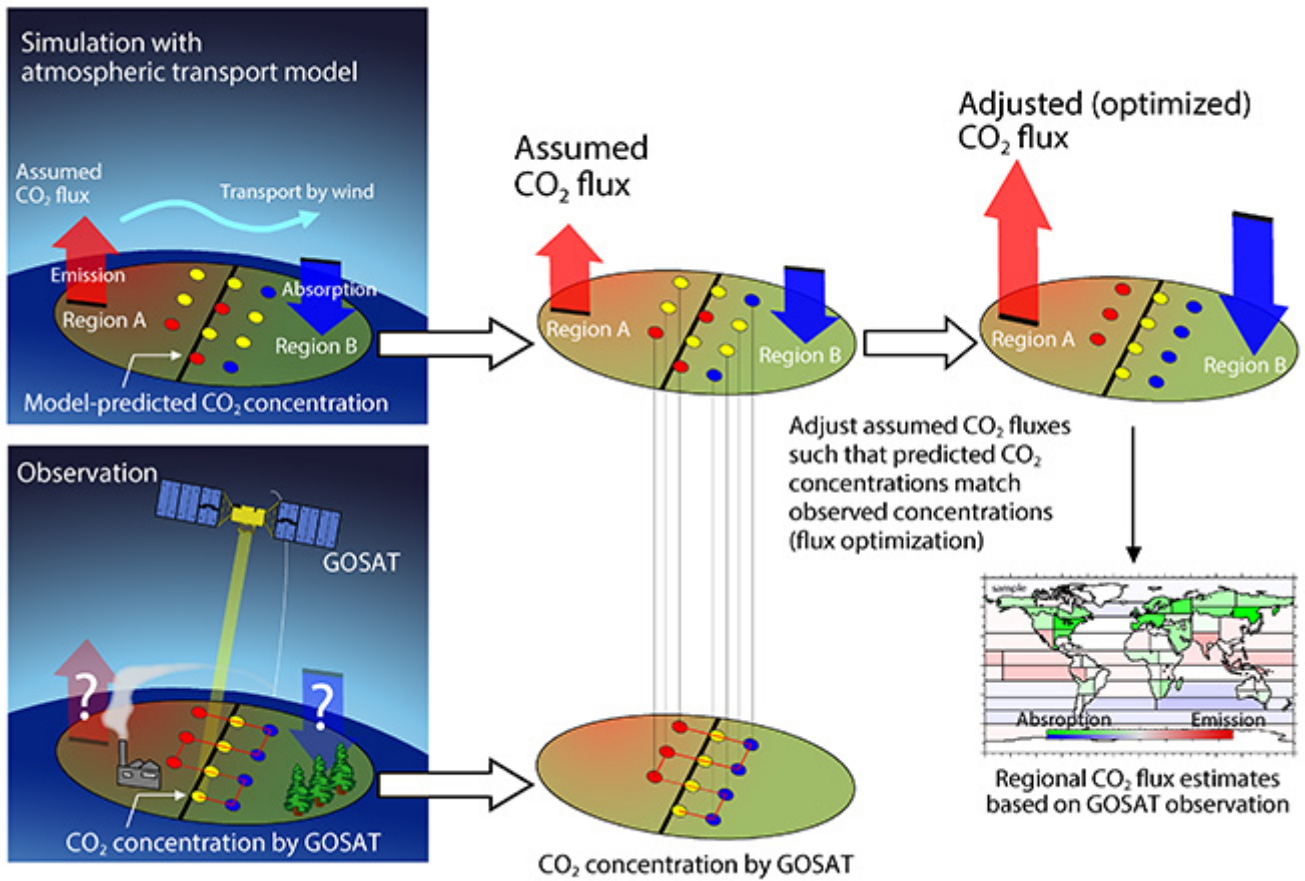 Simulation with
atmospheric transport model
Assumed
CO₂ flux
Transport by wind
Emission
Absorption
Region A
Region B
Model-predicted CO₂ concentration
Observation
GOSAT
?
?
CO₂ concentration by GOSAT
Assumed
CO₂ flux
Region A
Region B
CO₂ concentration by GOSAT
Adjusted (optimized)
CO₂ flux
Region A
Region B
Adjust assumed CO₂ fluxes
such that predicted CO₂
concentrations match
observed concentrations
(flux optimization)
sample
Absroption
Emission
Regional CO₂ flux estimates
based on GOSAT observation